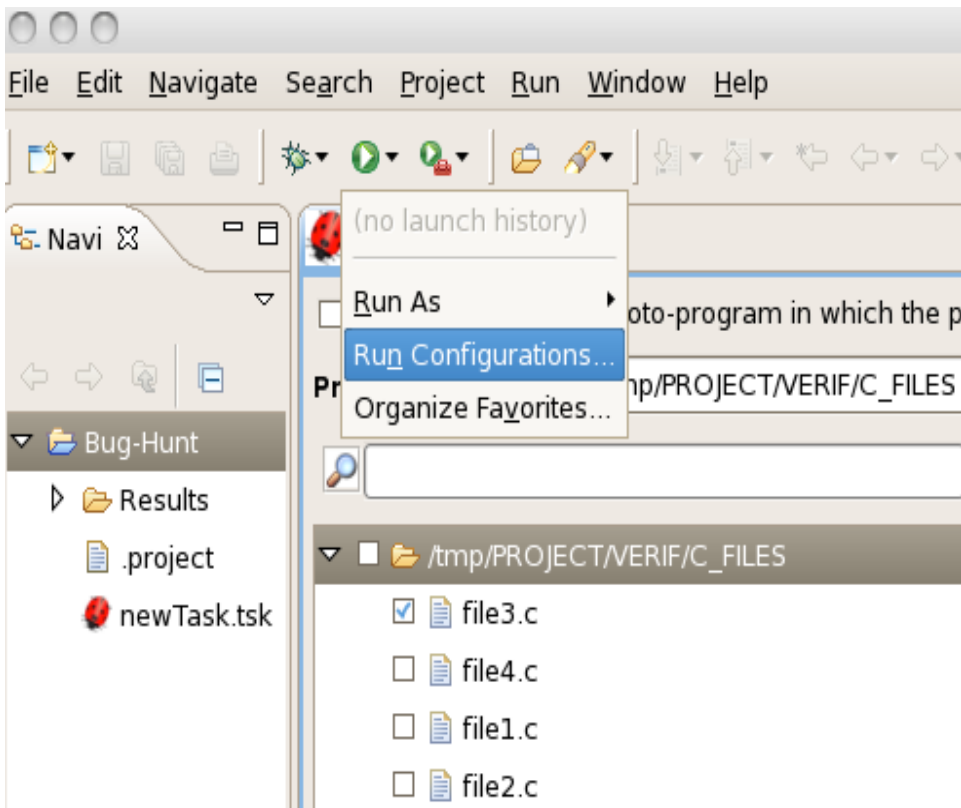 File Edit Navigate Search Project Run Window Help
Navi
(no launch history)
Run As
oto-program in which the p
Run Configurations...
Pr
mp/PROJECT/VERIF/C_FILES
Organize Favorites...
Bug-Hunt
Results
.project
newTask.tsk
/tmp/PROJECT/VERIF/C_FILES
file3.c
file4.c
file1.c
file2.c